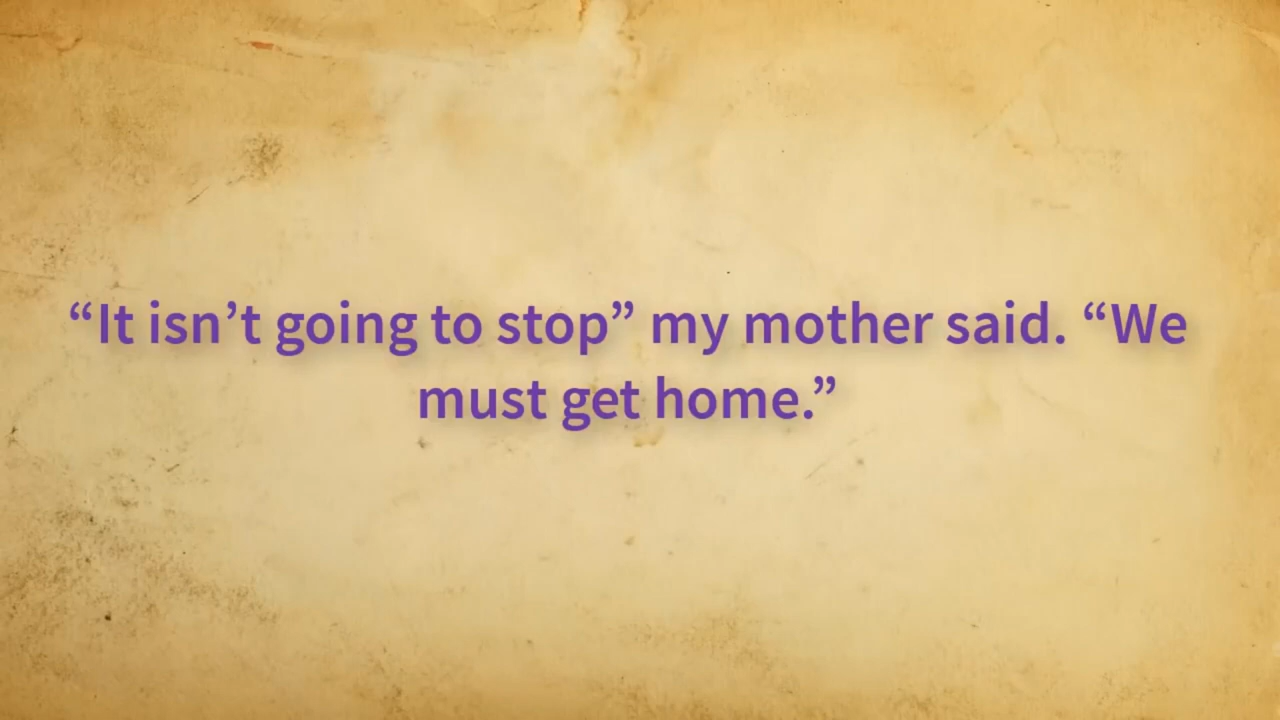 “It isn’t going to stop” my mother said. “We
must get home.”